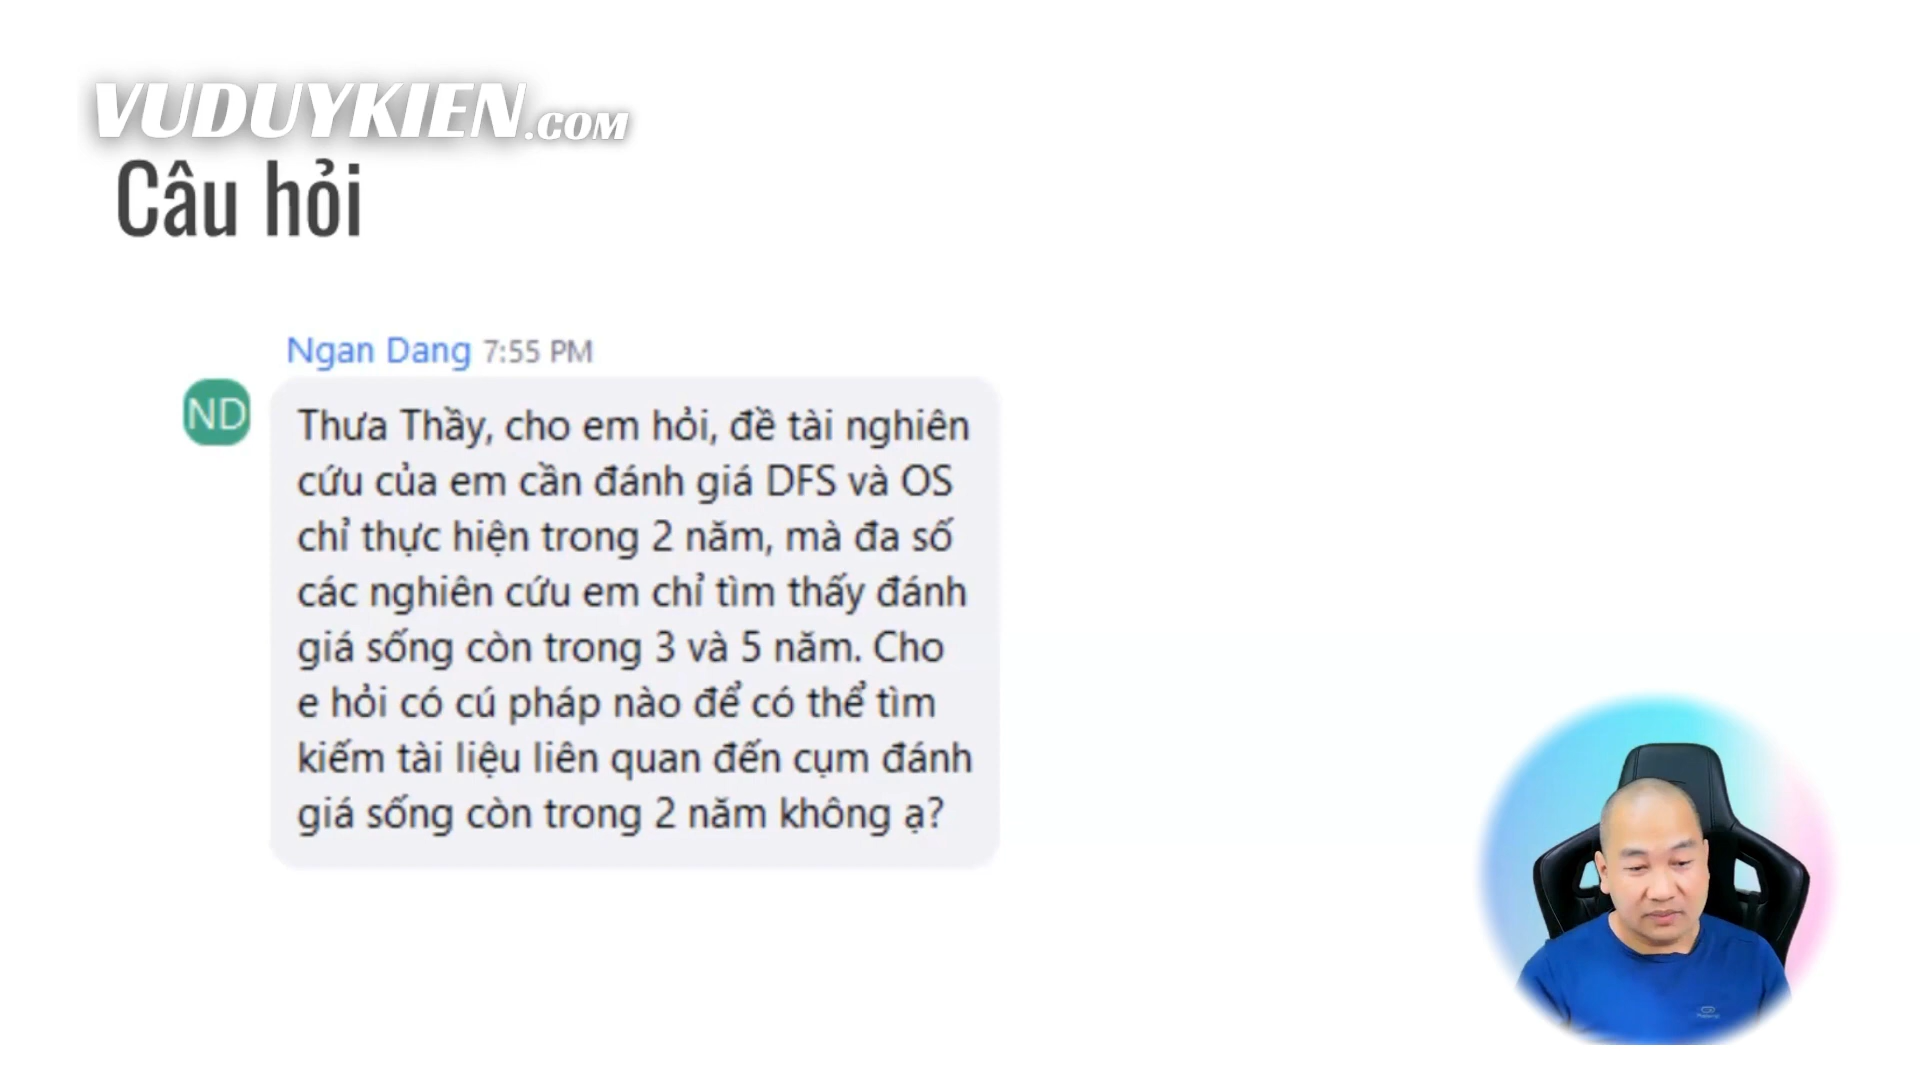 VUDUYKIEN.COM
Câu hỏi
Ngan Dang 7:55 PM
ND
Thưa Thầy, cho em hỏi, đề tài nghiên
cứu của em cần đánh giá DFS và OS
chỉ thực hiện trong 2 năm, mà đa số
các nghiên cứu em chỉ tìm thấy đánh
giá sống còn trong 3 và 5 năm. Cho
e hỏi có cú pháp nào để có thể tìm
kiếm tài liệu liên quan đến cụm đánh
giá sống còn trong 2 năm không ạ?